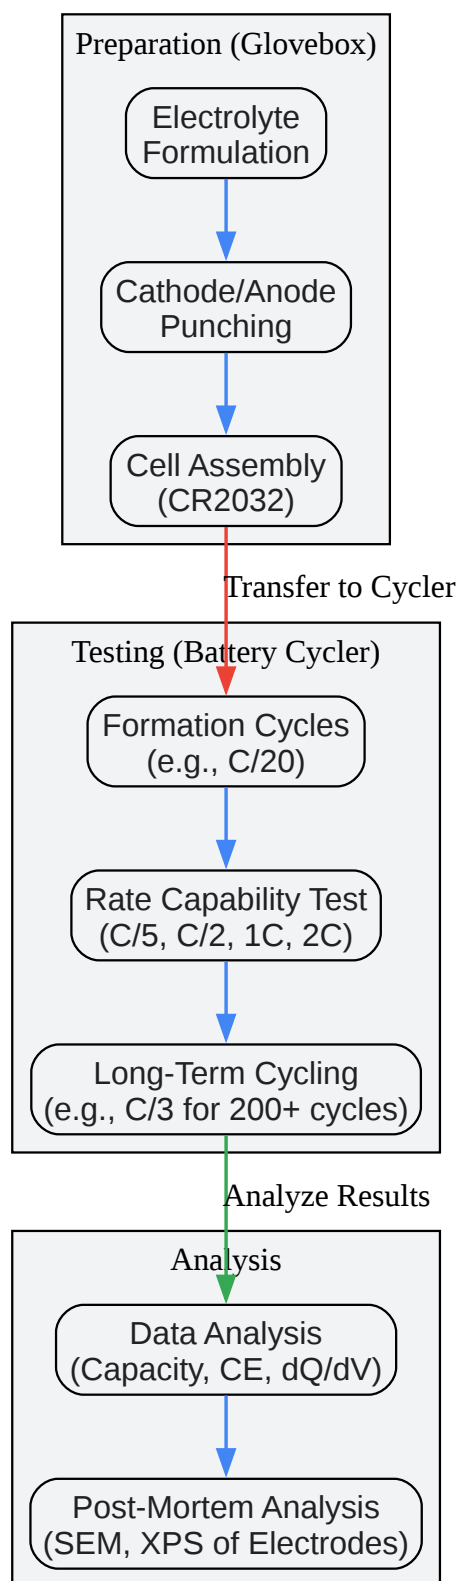 Preparation (Glovebox)
Electrolyte
Formulation
Cathode/Anode
Punching
Cell Assembly
(CR2032)
Transfer to Cycler
Testing (Battery Cycler)
Formation Cycles
(e.g., C/20)
Rate Capability Test
(C/5, C/2, 1C, 2C)
Long-Term Cycling
(e.g., C/3 for 200+ cycles)
Analyze Results
Analysis
Data Analysis
(Capacity, CE, dQ/dV)
Post-Mortem Analysis
(SEM, XPS of Electrodes)